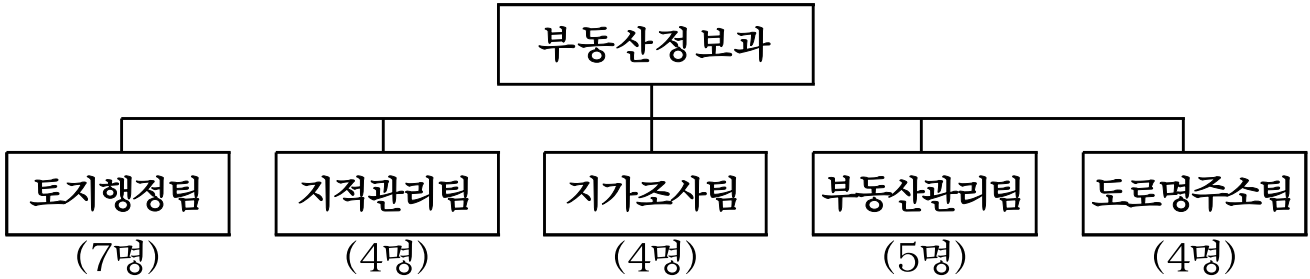 부동산정보과
토지행정팀 지적관리팀 지가조사팀 부동산관리팀 도로명주소팀
(7명) (4명) (4명) (5명) (4명)